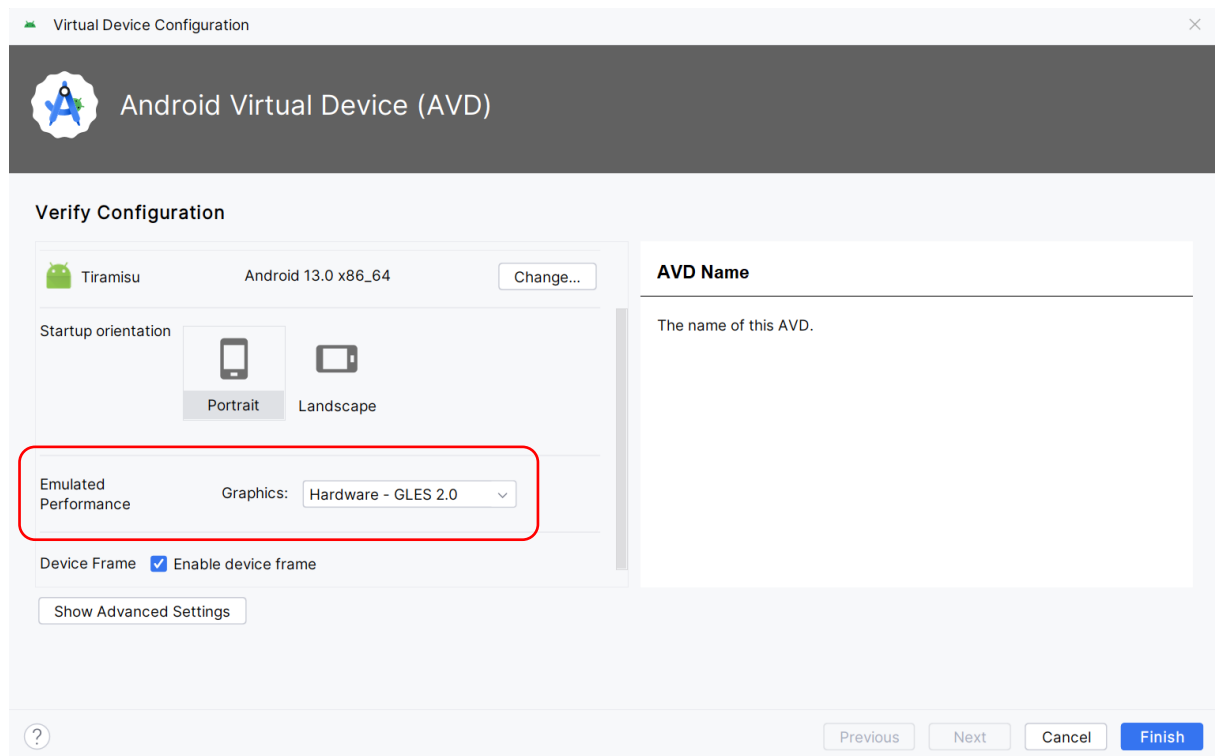 Virtual Device Configuration
Android Virtual Device (AVD)
Verify Configuration
Tiramisu Android 13.0 x86_64 Change...
Startup orientation
Portrait Landscape
Emulated
Performance
Graphics: Hardware - GLES 2.0
Device Frame Enable device frame
Show Advanced Settings
AVD Name
The name of this AVD.
? Previous Next Cancel Finish